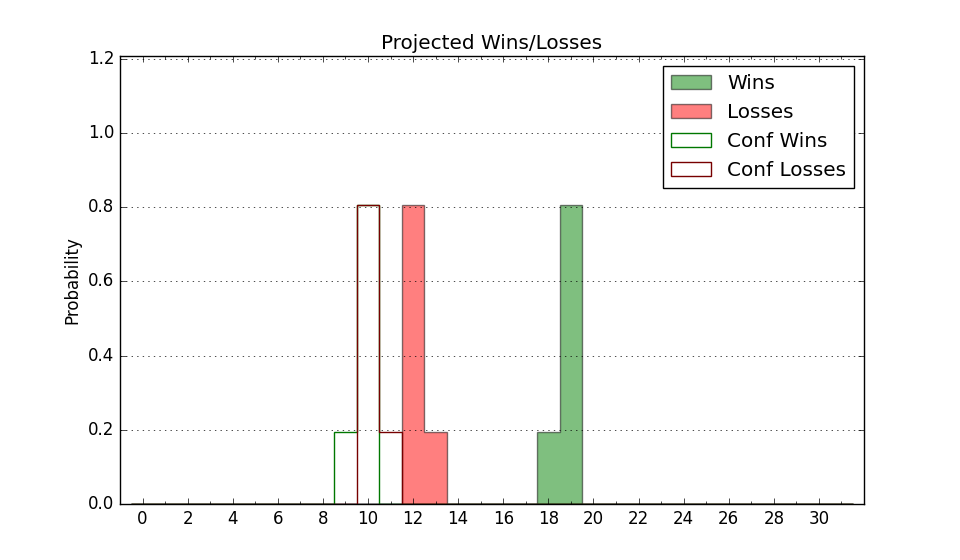 Projected Wins/Losses
1.2
1.0
0.8
0.6
0.4
0.2
0.0
Probability
Wins
Losses
Conf Wins
Conf Losses
0 2 4 6 8 10 12 14 16 18 20 22 24 26 28 30